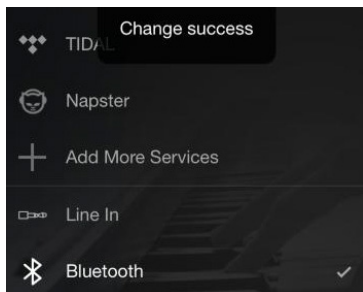 Change success
TIDAL
Napster
Add More Services
Line In
Bluetooth